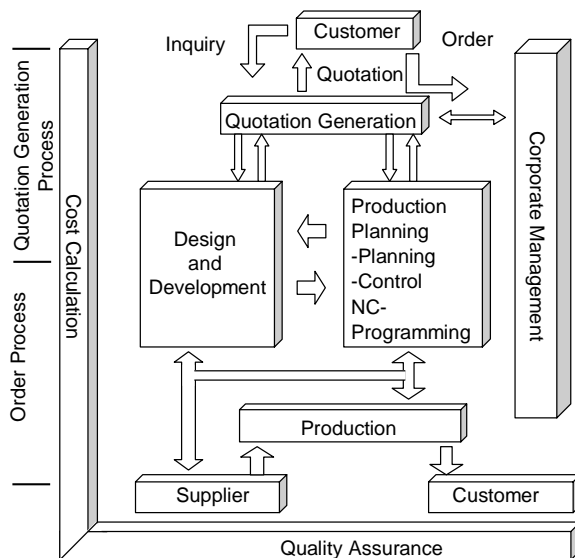 Customer
Inquiry
Order
Quotation
Quotation Generation
Quotation Generation
Process
Cost Calculation
Corporate Management
Design
and
Development
Production
Planning
-Planning
-Control
NC-
Programming
Order Process
Production
Supplier
Customer
Quality Assurance